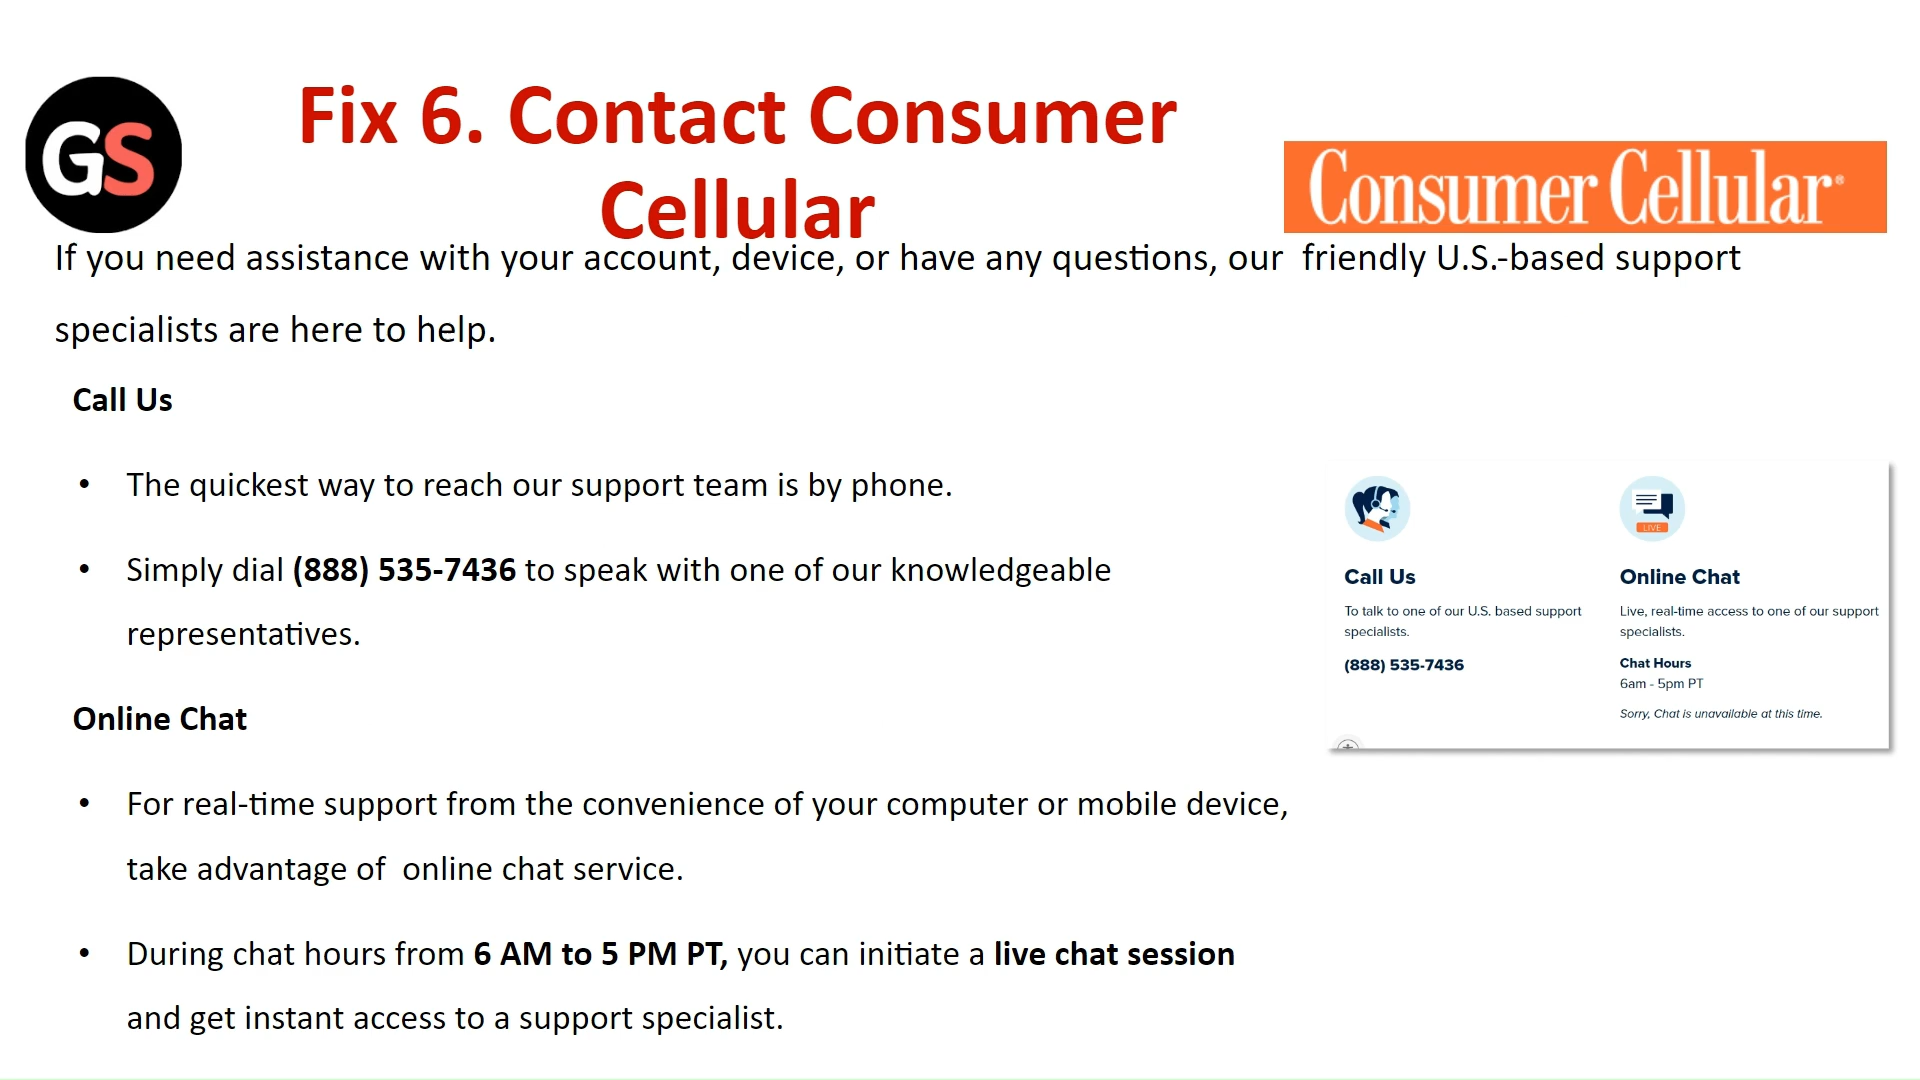 GS
Fix 6. Contact Consumer
Cellular
Consumer Cellular®
If you need assistance with your account, device, or have any questions, our  friendly U.S.-based support
specialists are here to help.
Call Us
• The quickest way to reach our support team is by phone.
• Simply dial (888) 535-7436 to speak with one of our knowledgeable
representatives.
Online Chat
• For real-time support from the convenience of your computer or mobile device,
take advantage of  online chat service.
• During chat hours from 6 AM to 5 PM PT, you can initiate a live chat session
and get instant access to a support specialist.
Call Us
To talk to one of our U.S. based support
specialists.
(888) 535-7436
LIVE
Online Chat
Live, real-time access to one of our support
specialists.
Chat Hours
6am - 5pm PT
Sorry, Chat is unavailable at this time.